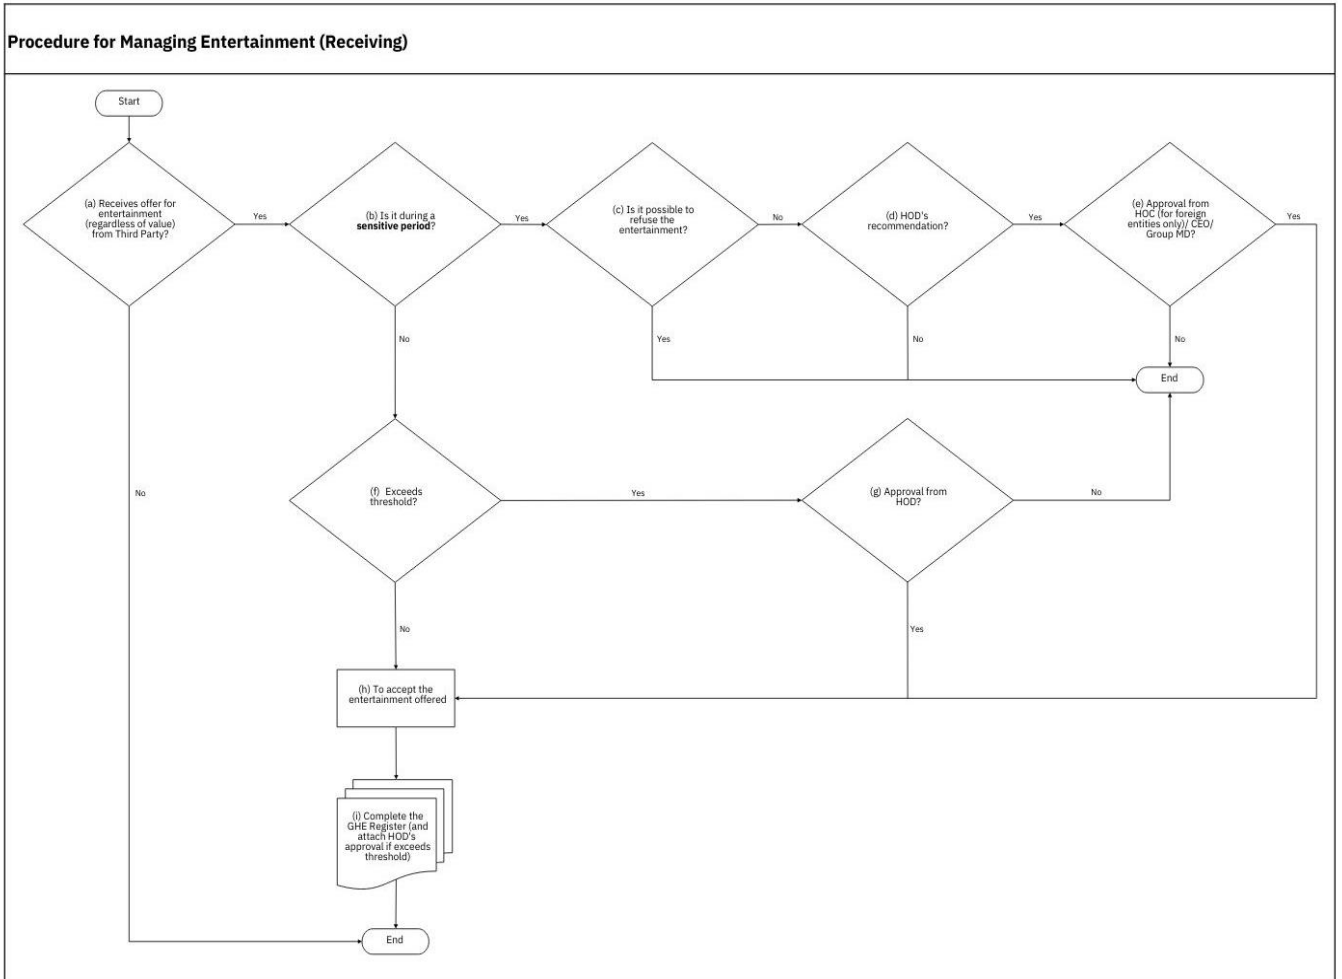 Procedure for Managing Entertainment (Receiving)
Start
(a) Receives offer for
entertainment
(regardless of value)
from Third Party?
Yes
(b) Is it during a
sensitive period?
Yes
(c) Is it possible to
refuse the
entertainment?
No
(d) HOD's
recommendation?
Yes
(e) Approval from
HOC (for foreign
entities only)/ CEO/
Group MD?
Yes
No
Yes
No
No
End
No
(f) Exceeds
threshold?
Yes
(g) Approval from
HOD?
No
No
Yes
(h) To accept the
entertainment offered
(i) Complete the
GHE Register (and
attach HOD's
approval if exceeds
threshold)
End